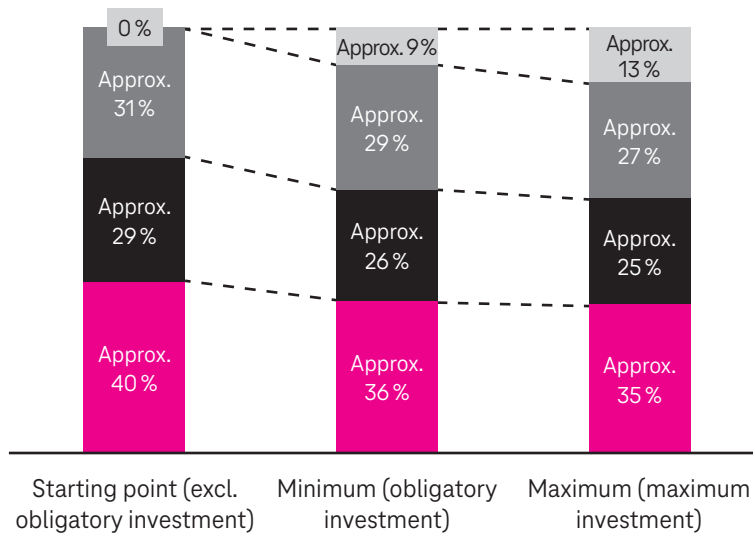 0 %
Approx.
31 %
Approx.
29 %
Approx.
40 %
Approx. 9 %
Approx.
29 %
Approx.
26 %
Approx.
36 %
Approx.
13 %
Approx.
27 %
Approx.
25 %
Approx.
35 %
Starting point (excl.
obligatory investment)
Minimum (obligatory
investment)
Maximum (maximum
investment)